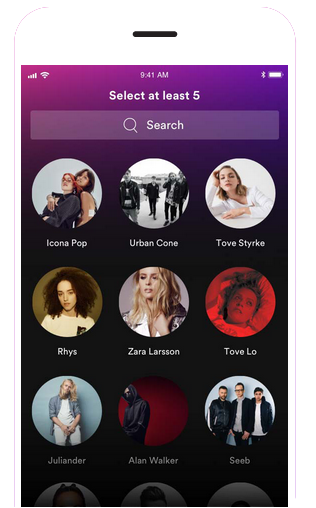 9:41 AM
Select at least 5
Search
Icona Pop
Urban Cone
Tove Styrke
Rhys
Zara Larsson
Tove Lo
Juliander
Alan Walker
Seeb